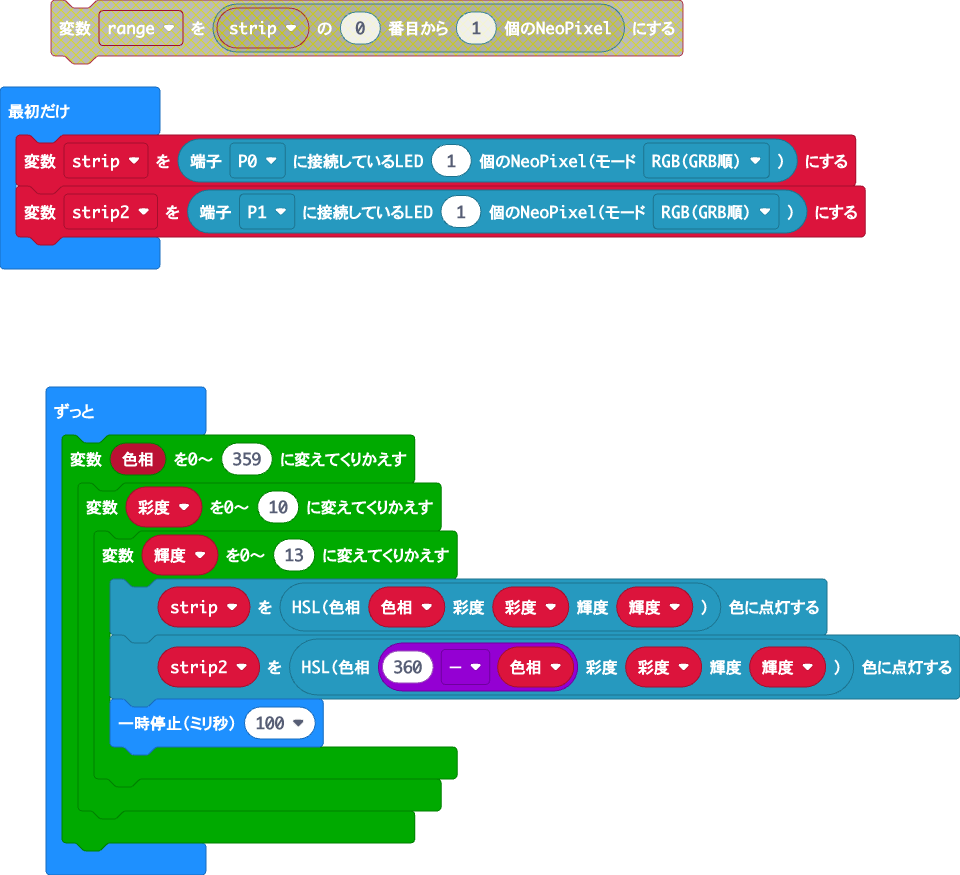 変数 range を strip の 0 番目から 1 個のNeoPixel にする
最初だけ
変数 strip を 端子 P0 に接続しているLED 1 個のNeoPixel(モード RGB(GRB順) ) にする
変数 strip2 を 端子 P1 に接続しているLED 1 個のNeoPixel(モード RGB(GRB順) ) にする
ずっと
変数 色相 を0〜 359 に変えてくりかえす
変数 彩度 を0〜 10 に変えてくりかえす
変数 輝度 を0〜 13 に変えてくりかえす
strip を HSL(色相 色相 彩度 彩度 輝度 輝度 ) 色に点灯する
strip2 を HSL(色相 360 − 色相 彩度 彩度 輝度 輝度 ) 色に点灯する
一時停止(ミリ秒) 100